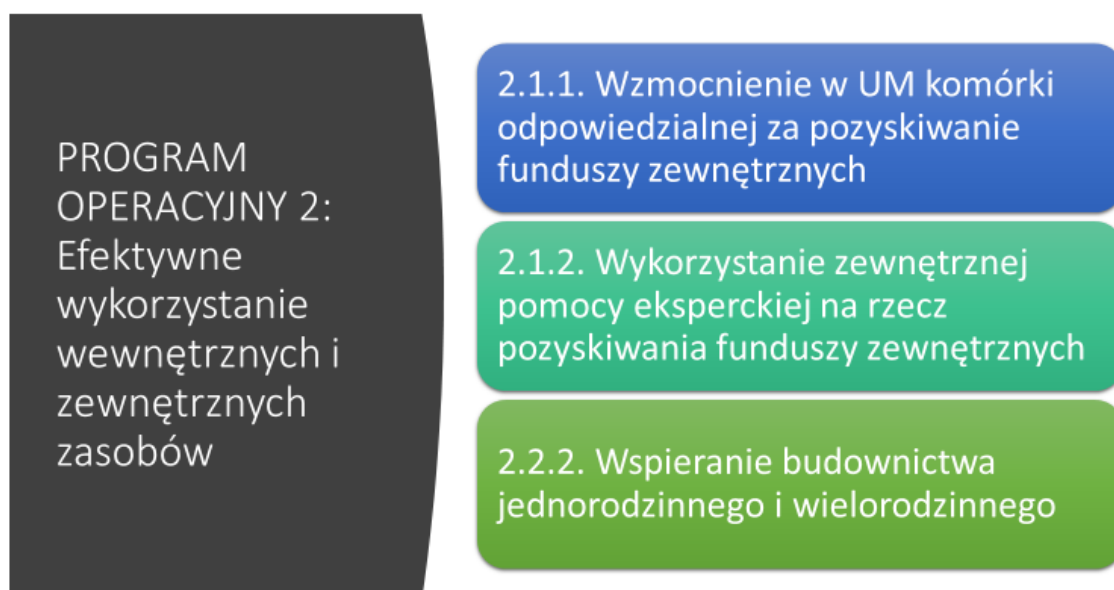 PROGRAM
OPERACYJNY 2:
Efektywne
wykorzystanie
wewnętrznych i
zewnętrznych
zasobów
2.1.1. Wzmocnienie w UM komórki
odpowiedzialnej za pozyskiwanie
funduszy zewnętrznych
2.1.2. Wykorzystanie zewnętrznej
pomocy eksperckiej na rzecz
pozyskiwania funduszy zewnętrznych
2.2.2. Wspieranie budownictwa
jednorodzinnego i wielorodzinnego